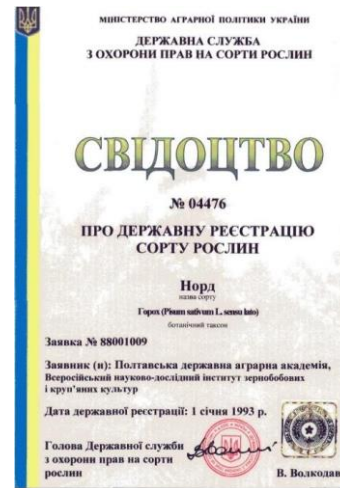 МІНІСТЕРСТВО АГРАРНОЇ ПОЛІТИКИ УКРАЇНИ
ДЕРЖАВНА СЛУЖБА
З ОХОРОНИ ПРАВ НА СОРТИ РОСЛИН
СВІДОЦТВО
№ 04476
ПРО ДЕРЖАВНУ РЕЄСТРАЦІЮ
СОРТУ РОСЛИН
Норд
назва сорту
Горох (Pisum sativum L. sensu lato)
ботанічний таксон
Заявка № 88001009
Заявник (и): Полтавська державна аграрна академія,
Всеросійський науково-дослідний інститут зернобобових
і круп'яних культур
Дата державної реєстрації: 1 січня 1993 р.
Голова Державної служби
з охорони прав на сорти
рослин
В. Волкодав